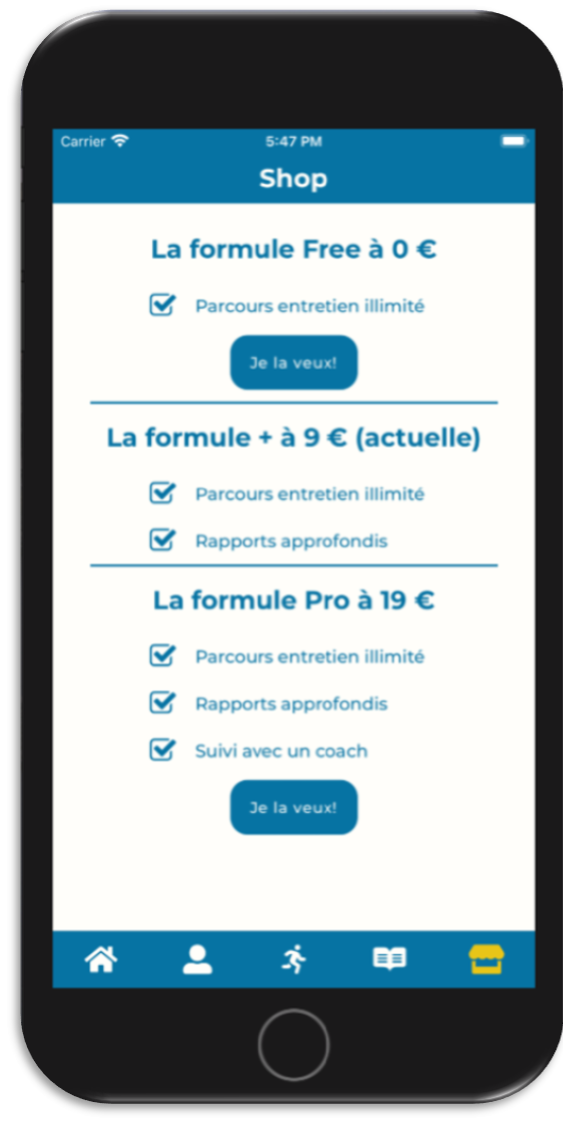 Carrier
5:47 PM
Shop
La formule Free à 0 €
Parcours entretien illimité
Je la veux!
La formule + à 9 € (actuelle)
Parcours entretien illimité
Rapports approfondis
La formule Pro à 19 €
Parcours entretien illimité
Rapports approfondis
Suivi avec un coach
Je la veux!